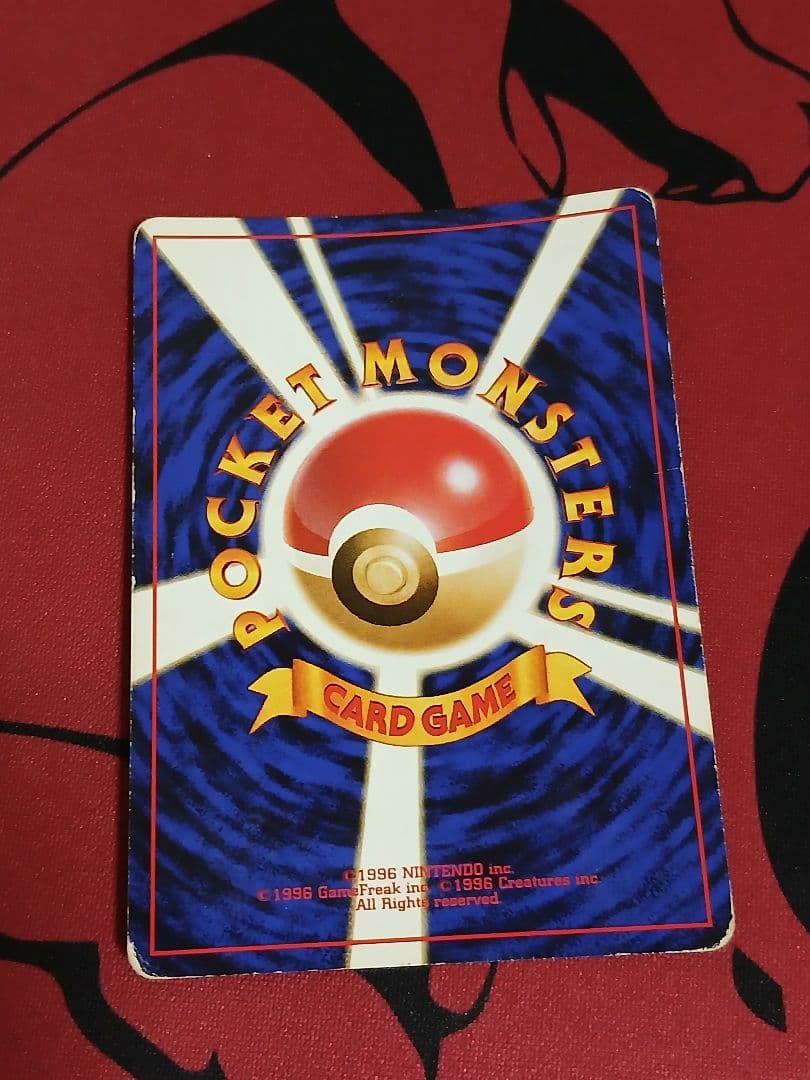 POCKET MONSTERS
CARD GAME
©1996 NINTENDO inc.
©1996 GameFreak inc. ©1996 Creatures inc.
All Rights reserved.